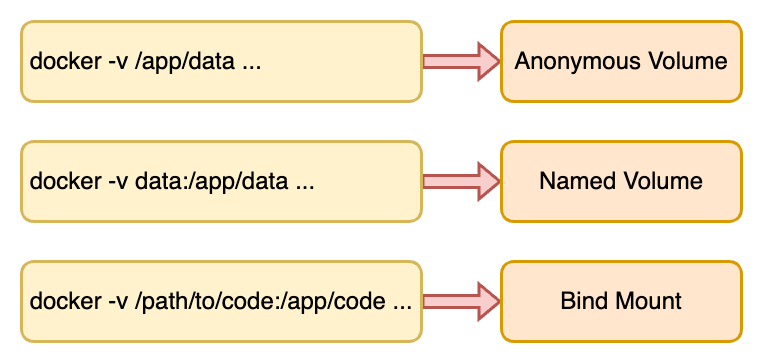 docker -v /app/data ...
Anonymous Volume
docker -v data:/app/data ...
Named Volume
docker -v /path/to/code:/app/code ...
Bind Mount